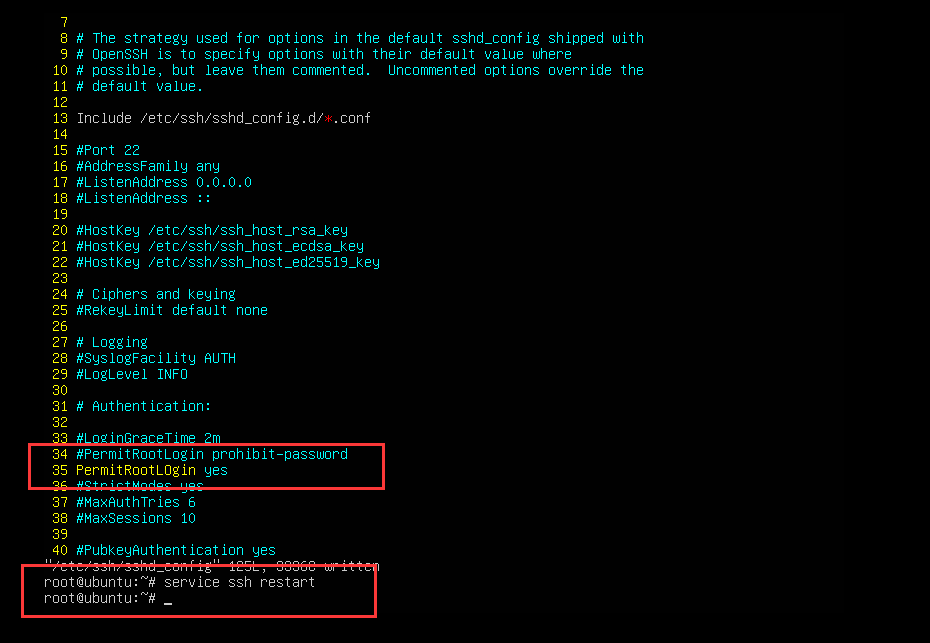 7
8 # The strategy used for options in the default sshd_config shipped with
9 # OpenSSH is to specify options with their default value where
10 # possible, but leave them commented.  Uncommented options override the
11 # default value.
12
13 Include /etc/ssh/sshd_config.d/*.conf
14
15 #Port 22
16 #AddressFamily any
17 #ListenAddress 0.0.0.0
18 #ListenAddress ::
19
20 #HostKey /etc/ssh/ssh_host_rsa_key
21 #HostKey /etc/ssh/ssh_host_ecdsa_key
22 #HostKey /etc/ssh/ssh_host_ed25519_key
23
24 # Ciphers and keying
25 #RekeyLimit default none
26
27 # Logging
28 #SyslogFacility AUTH
29 #LogLevel INFO
30
31 # Authentication:
32
33 #LoginGraceTime 2m
34 #PermitRootLogin prohibit-password
35 PermitRootLOgin yes
36 #StrictModes yes
37 #MaxAuthTries 6
38 #MaxSessions 10
39
40 #PubkeyAuthentication yes
"/etc/ssh/sshd_config" 125L, written
root@ubuntu:~# service ssh restart
root@ubuntu:~# _